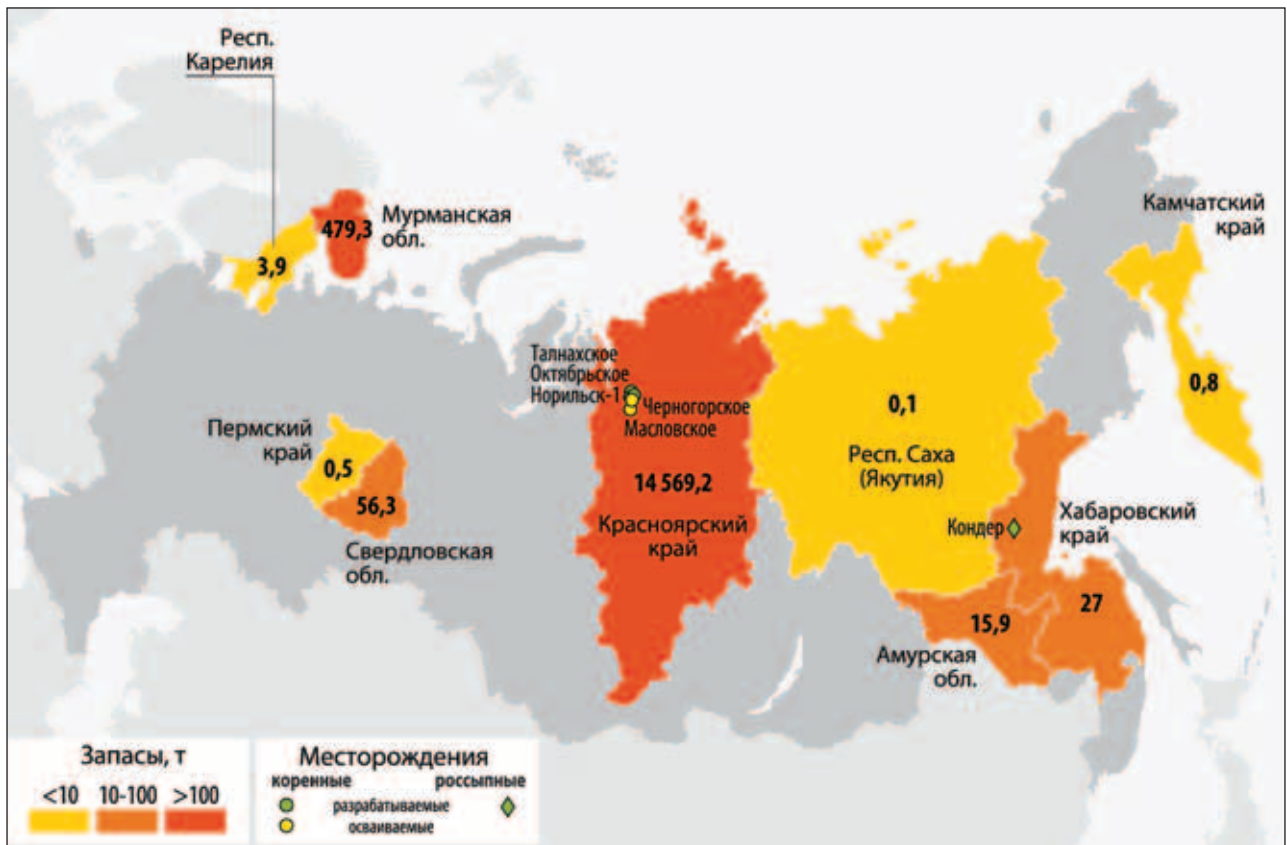 Респ.
Карелия
Мурманская
обл.
479,3
3,9
Камчатский
край
0,8
Талнахское
Октябрьское
Норильск-1
Черногорское
Масловское
14 569,2
Красноярский
край
0,1
Респ. Саха
(Якутия)
Пермский
край
0,5
56,3
Свердловская
обл.
Кондер
Хабаровский
край
27
15,9
Амурская
обл.
Запасы, т
<10 10-100 >100
Месторождения
коренные россыпные
разрабатываемые
осваиваемые